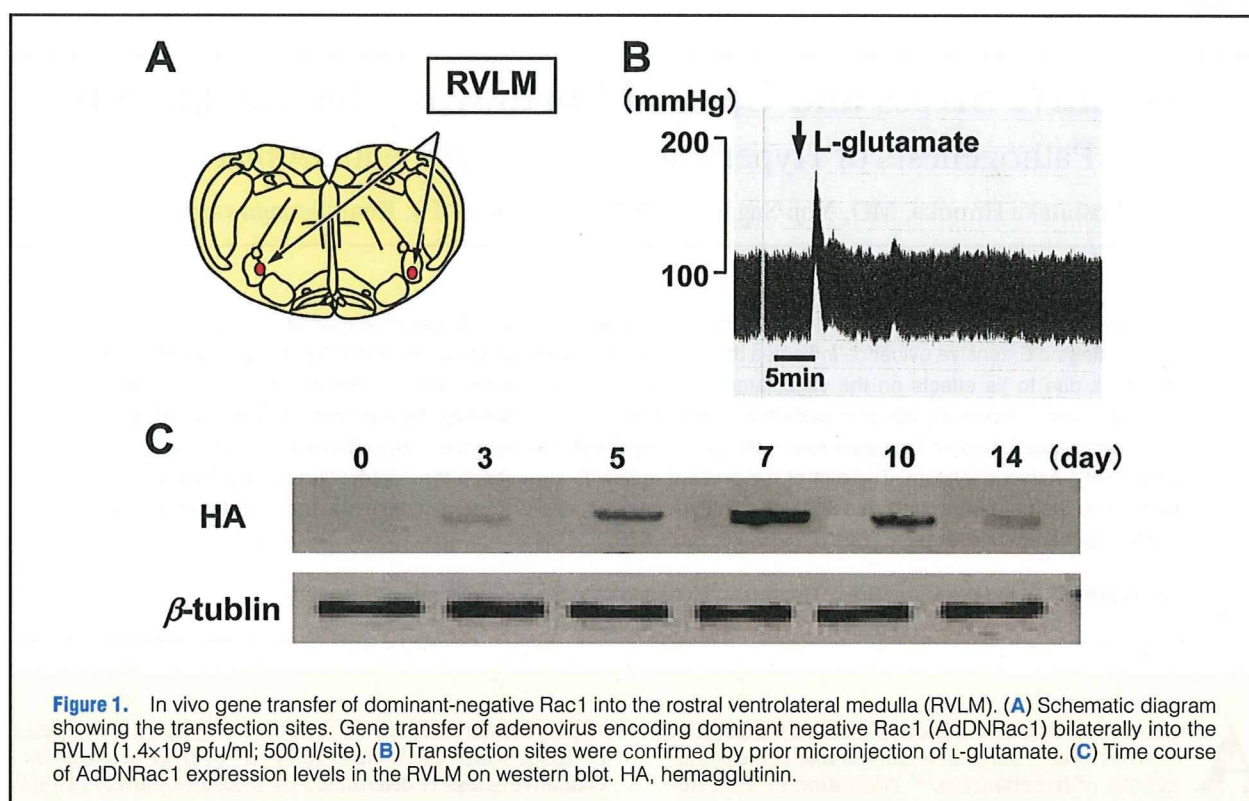 A
RVLM
B
(mmHg)
200
L-glutamate
100
5min
C
0 3 5 7 10 14 (day)
HA
β-tublin
Figure 1. In vivo gene transfer of dominant-negative Rac1 into the rostral ventrolateral medulla (RVLM). (A) Schematic diagram
showing the transfection sites. Gene transfer of adenovirus encoding dominant negative Rac1 (AdDNRac1) bilaterally into the
RVLM (1.4×10⁹ pfu/ml; 500 nl/site). (B) Transfection sites were confirmed by prior microinjection of L-glutamate. (C) Time course
of AdDNRac1 expression levels in the RVLM on western blot. HA, hemagglutinin.